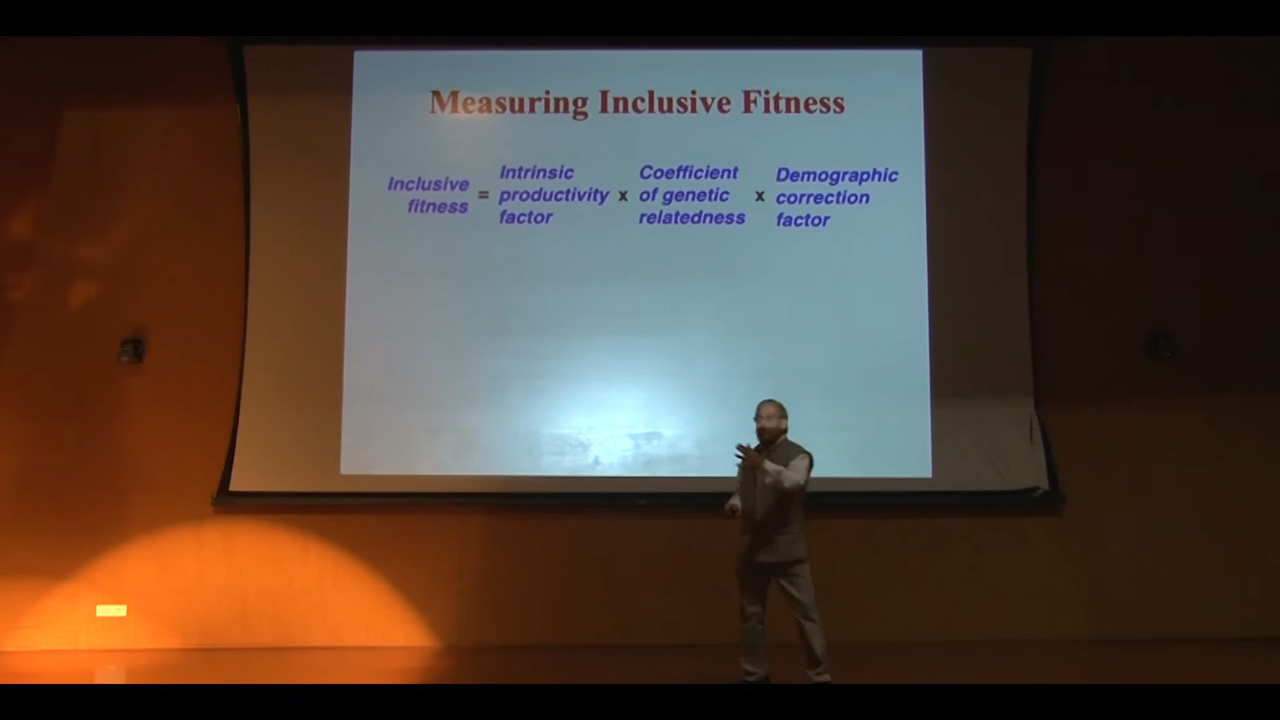 Measuring Inclusive Fitness
Inclusive
fitness
=
Intrinsic
productivity
factor
x
Coefficient
of genetic
relatedness
x
Demographic
correction
factor